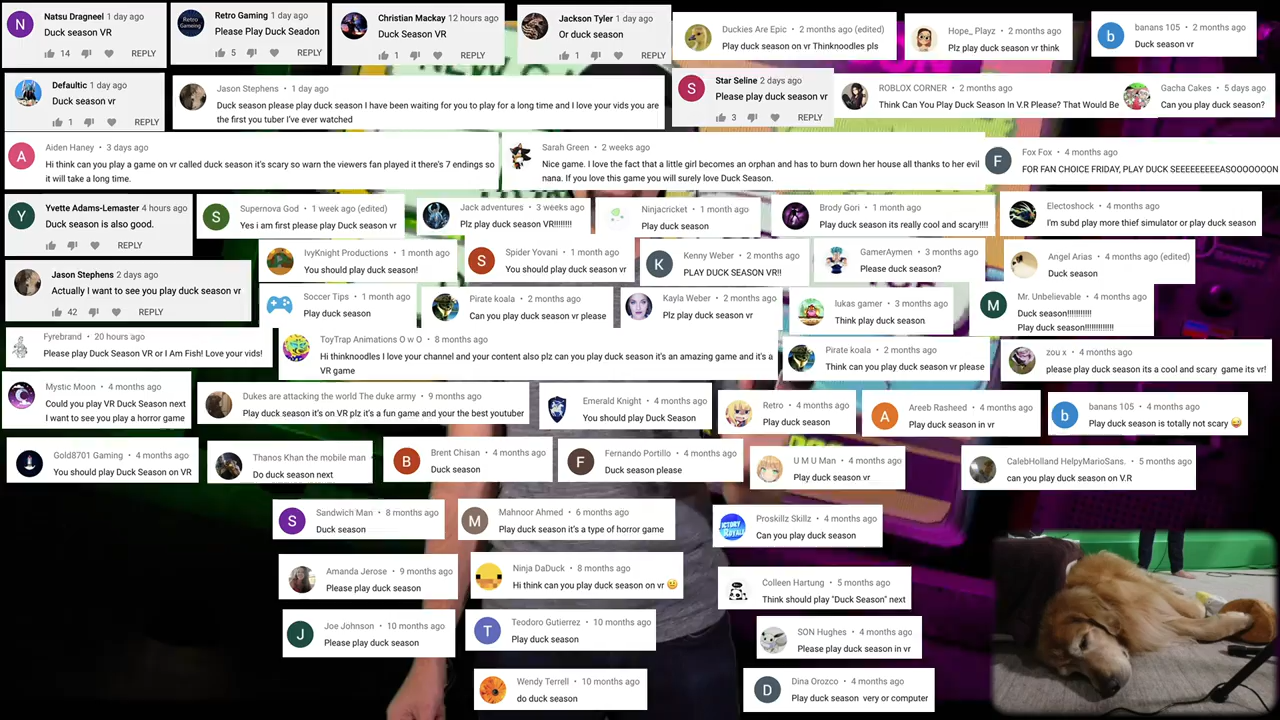 Natsu Dragneel 1 day ago
Duck season VR
14 REPLY
Retro Gaming 1 day ago
Please Play Duck Seadon
5 REPLY
Christian Mackay 12 hours ago
Duck Season VR
1 REPLY
Jackson Tyler 1 day ago
Or duck season
1 REPLY
Duckies Are Epic • 2 months ago (edited)
Play duck season on vr Thinknoodles pls
Hope_ Playz • 2 months ago
Plz play duck season vr think
banans 105 • 2 months ago
Duck season vr
Defaultic 1 day ago
Duck season vr
1 REPLY
Jason Stephens • 1 day ago
Duck season please play duck season I have been waiting for you to play for a long time and I love your vids you are
the first you tuber I've ever watched
Star Seline 2 days ago
Please play duck season vr
3 REPLY
ROBLOX CORNER • 2 months ago
Think Can You Play Duck Season In V.R Please? That Would Be
Gacha Cakes • 5 days ago
Can you play duck season?
Aiden Haney • 3 days ago
Hi think can you play a game on vr called duck season it's scary so warn the viewers fan played it there's 7 endings so
it will take a long time.
Sarah Green • 2 weeks ago
Nice game. I love the fact that a little girl becomes an orphan and has to burn down her house all thanks to her evil
nana. If you love this game you will surely love Duck Season.
Fox Fox • 4 months ago
FOR FAN CHOICE FRIDAY, PLAY DUCK SEEEEEEEEASOOOOOOON
Yvette Adams-Lemaster 4 hours ago
Duck season is also good.
REPLY
Supernova God • 1 week ago (edited)
Yes i am first please play Duck season vr
Jack adventures • 3 weeks ago
Plz play duck season VR!!!!!!!!
Ninjacricket • 1 month ago
Play duck season
Brody Gori • 1 month ago
Play duck season its really cool and scary!!!!
Electoshock • 4 months ago
I'm subd play more thief simulator or play duck season
IvyKnight Productions • 1 month ago
You should play duck season!
Spider Yovani • 1 month ago
You should play duck season vr
Kenny Weber • 2 months ago
PLAY DUCK SEASON VR!!
GamerAymen • 3 months ago
Please duck season?
Angel Arias • 4 months ago (edited)
Duck season
Jason Stephens 2 days ago
Actually I want to see you play duck season vr
42 REPLY
Soccer Tips • 1 month ago
Play duck season
Pirate koala • 2 months ago
Can you play duck season vr please
Kayla Weber • 2 months ago
Plz play duck season vr
lukas gamer • 3 months ago
Think play duck season
Mr. Unbelievable • 4 months ago
Duck season!!!!!!!!!!!
Play duck season!!!!!!!!!!!!!
Fyrebrand • 20 hours ago
Please play Duck Season VR or I Am Fish! Love your vids!
ToyTrap Animations O w O • 8 months ago
Hi thinknoodles I love your channel and your content also plz can you play duck season it's an amazing game and it's a
VR game
Pirate koala • 2 months ago
Think can you play duck season vr please
zou x • 4 months ago
please play duck season its a cool and scary game its vr!
Mystic Moon • 4 months ago
Could you play VR Duck Season next
I want to see you play a horror game
Dukes are attacking the world The duke army • 9 months ago
Play duck season it's on VR plz it's a fun game and your the best youtuber
Emerald Knight • 4 months ago
You should play Duck Season
Retro • 4 months ago
Play duck season
Areeb Rasheed • 4 months ago
Play duck season in vr
banans 105 • 4 months ago
Play duck season is totally not scary 😅
Gold8701 Gaming • 4 months ago
You should play Duck Season on VR
Thanos Khan the mobile man •
Do duck season next
Brent Chisan • 4 months ago
Duck season
Fernando Portillo • 4 months ago
Duck season please
U M U Man • 4 months ago
Play duck season vr
CalebHolland HelpyMarioSans. • 5 months ago
can you play duck season on V.R
Sandwich Man • 8 months ago
Duck season
Mahnoor Ahmed • 6 months ago
Play duck season it's a type of horror game
Proskillz Skillz • 4 months ago
Can you play duck season
Amanda Jerose • 9 months ago
Please play duck season
Ninja DaDuck • 8 months ago
Hi think can you play duck season on vr
Colleen Hartung • 5 months ago
Think should play "Duck Season" next
Joe Johnson • 10 months ago
Please play duck season
Teodoro Gutierrez • 10 months ago
Play duck season
SON Hughes • 4 months ago
Please play duck season in vr
Wendy Terrell • 10 months ago
do duck season
Dina Orozco • 4 months ago
Play duck season very or computer